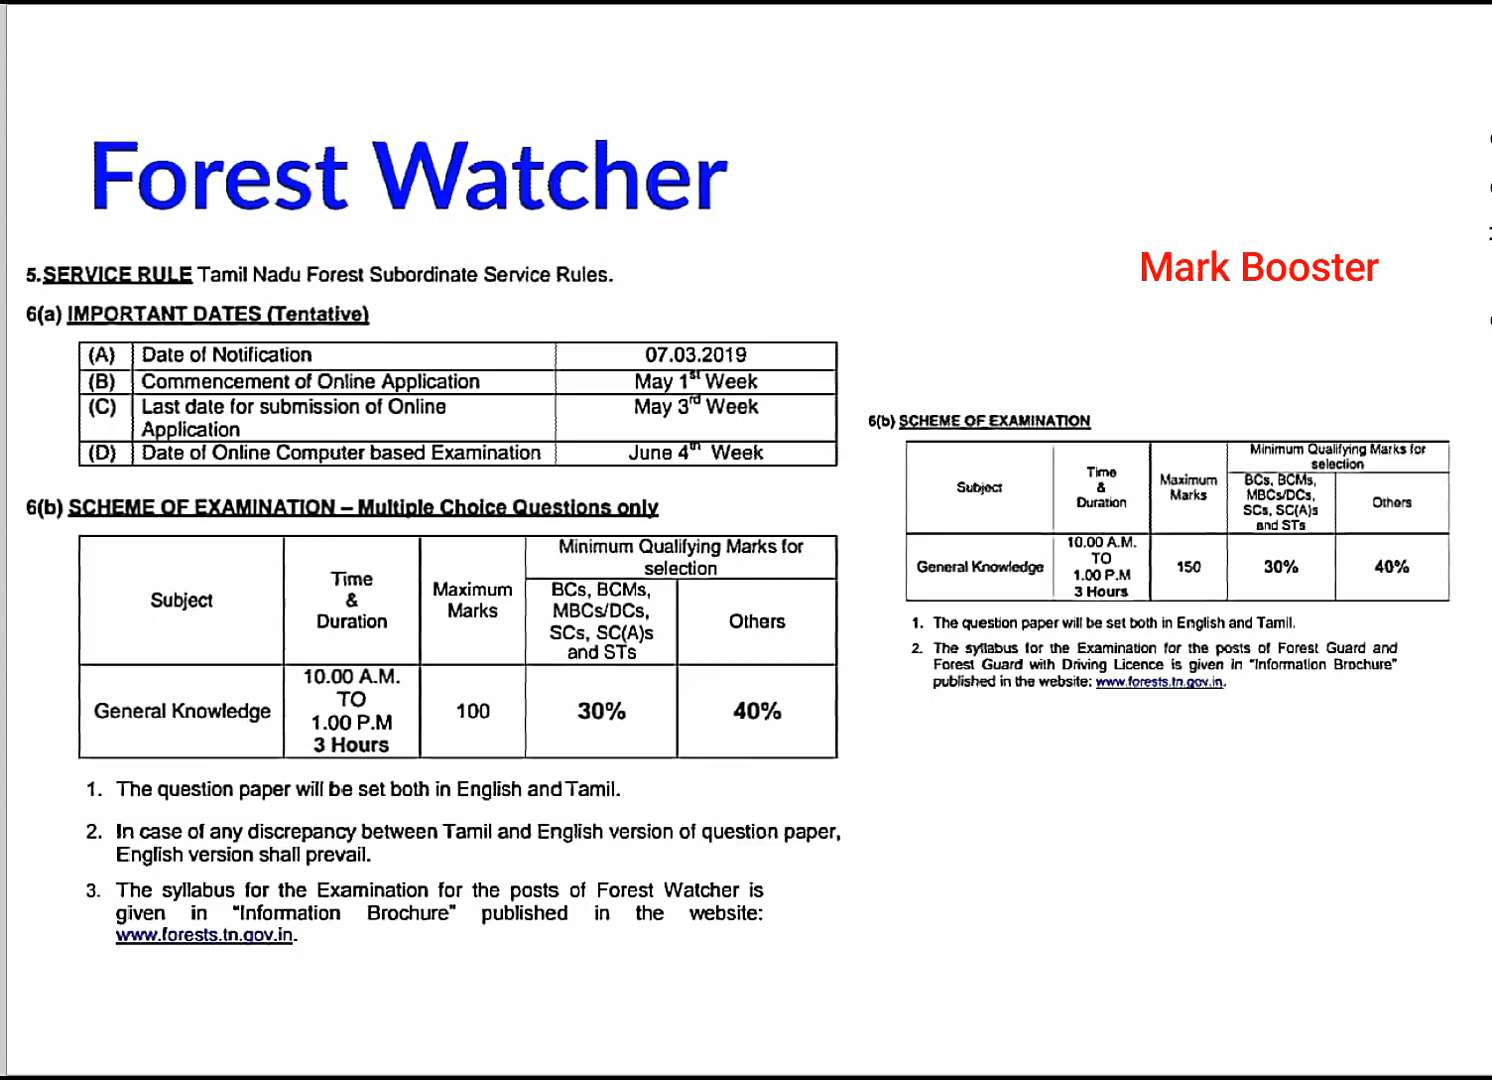 Forest Watcher
Mark Booster
5. SERVICE RULE Tamil Nadu Forest Subordinate Service Rules.
6(a) IMPORTANT DATES (Tentative)
(A) Date of Notification 07.03.2019
(B) Commencement of Online Application May 1st Week
(C) Last date for submission of Online May 3rd Week
Application
(D) Date of Online Computer based Examination June 4th Week
6(b) SCHEME OF EXAMINATION – Multiple Choice Questions only
Minimum Qualifying Marks for
selection
Subject
Time
&
Duration
Maximum
Marks
BCs, BCMs,
MBCs/DCs,
SCs, SC(A)s
and STs
Others
General Knowledge
10.00 A.M.
TO
1.00 P.M
3 Hours
100
30%
40%
1. The question paper will be set both in English and Tamil.
2. In case of any discrepancy between Tamil and English version of question paper,
English version shall prevail.
3. The syllabus for the Examination for the posts of Forest Watcher is
given in "Information Brochure" published in the website:
www.forests.tn.gov.in.
6(b) SCHEME OF EXAMINATION
Minimum Qualifying Marks for
selection
Subject
Time
&
Duration
Maximum
Marks
BCs, BCMs,
MBCs/DCs,
SCs, SC(A)s
and STs
Others
General Knowledge
10.00 A.M.
TO
1.00 P.M
3 Hours
150
30%
40%
1. The question paper will be set both in English and Tamil.
2. The syllabus for the Examination for the posts of Forest Guard and
Forest Guard with Driving Licence is given in "Information Brochure"
published in the website: www.forests.tn.gov.in.